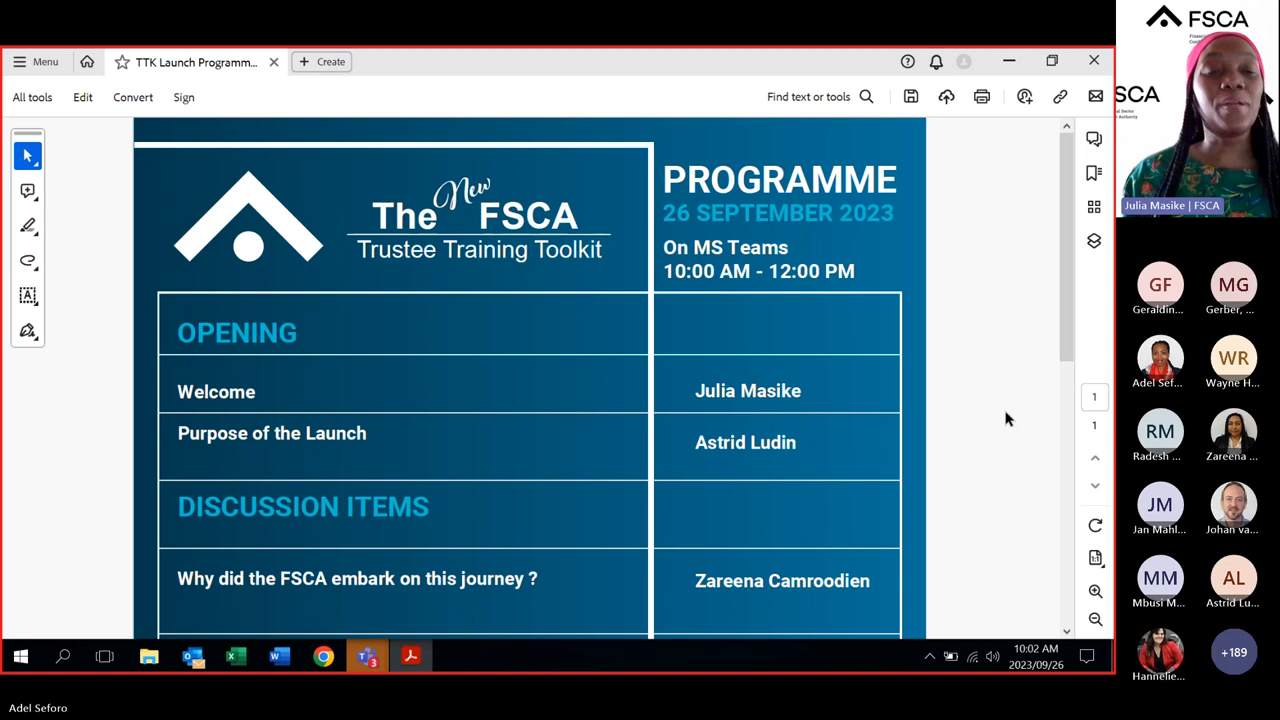 Menu
TTK Launch Programm...
Create
All tools
Edit
Convert
Sign
Find text or tools
The New FSCA
Trustee Training Toolkit
PROGRAMME
26 SEPTEMBER 2023
On MS Teams
10:00 AM - 12:00 PM
OPENING
Welcome
Julia Masike
Purpose of the Launch
Astrid Ludin
DISCUSSION ITEMS
Why did the FSCA embark on this journey ?
Zareena Camroodien
1
1
10:02 AM
2023/09/26
3
Adel Seforo
FSCA
SCA
Julia Masike | FSCA
GF
Geraldin...
MG
Gerber, ...
Adel Sef...
WR
Wayne H...
RM
Radesh ...
Zareena ...
JM
Jan Mahl...
Johan va...
MM
Mbusi M...
AL
Astrid Lu...
Hannelie...
+189